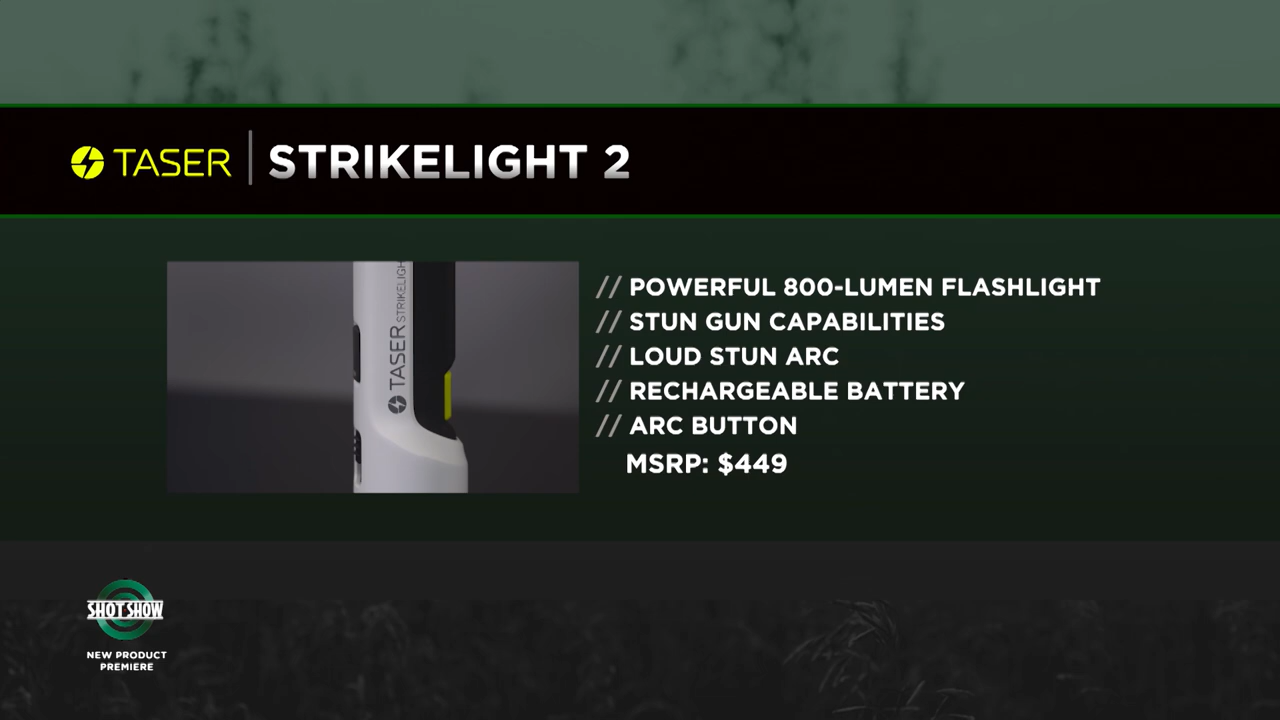 TASER
STRIKELIGHT 2
TASER STRIKELIGH
// POWERFUL 800-LUMEN FLASHLIGHT
// STUN GUN CAPABILITIES
// LOUD STUN ARC
// RECHARGEABLE BATTERY
// ARC BUTTON
MSRP: $449
SHOT SHOW
NEW PRODUCT
PREMIERE